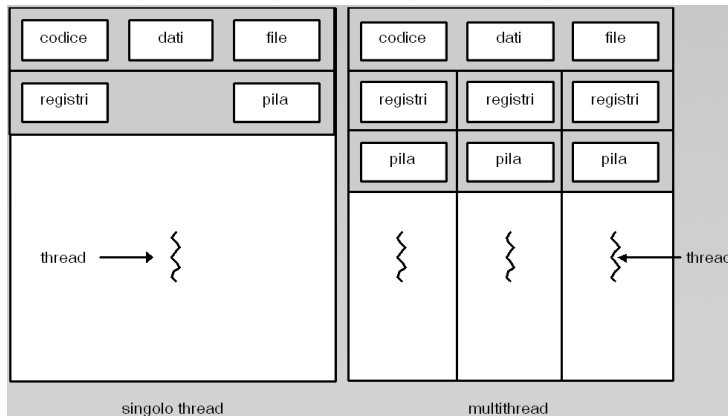 codice dati file codice dati file
registri pila registri registri registri
pila pila pila
thread thread
singolo thread multithread